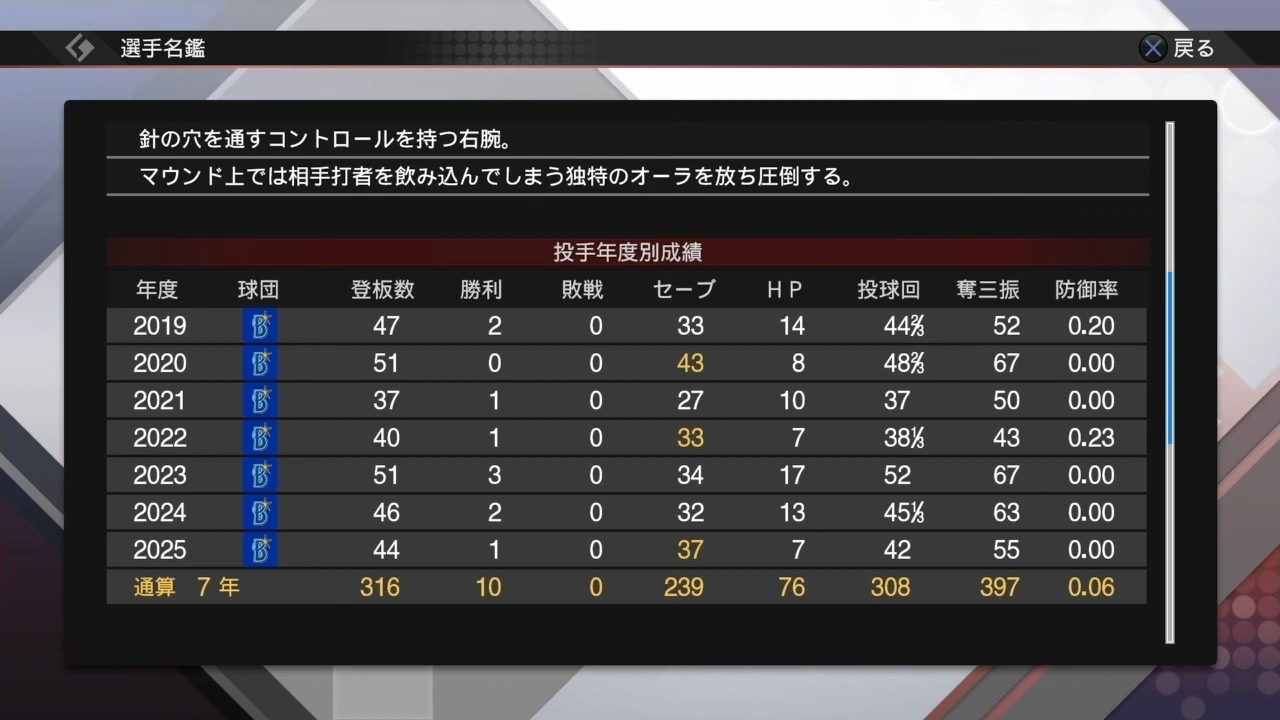 選手名鑑
戻る
針の穴を通すコントロールを持つ右腕。
マウンド上では相手打者を飲み込んでしまう独特のオーラを放ち圧倒する。
投手年度別成績
年度 球団 登板数 勝利 敗戦 セーブ HP 投球回 奪三振 防御率
2019 B 47 2 0 33 14 44⅔ 52 0.20
2020 B 51 0 0 43 8 48⅔ 67 0.00
2021 B 37 1 0 27 10 37 50 0.00
2022 B 40 1 0 33 7 38⅓ 43 0.23
2023 B 51 3 0 34 17 52 67 0.00
2024 B 46 2 0 32 13 45⅓ 63 0.00
2025 B 44 1 0 37 7 42 55 0.00
通算 7年 316 10 0 239 76 308 397 0.06